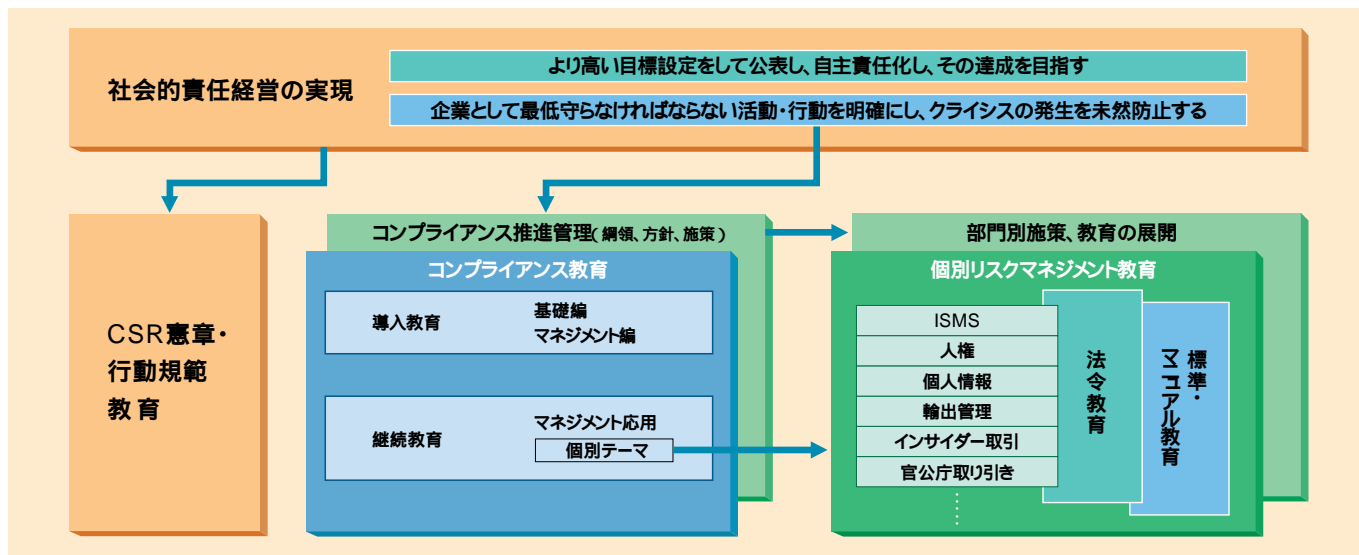 社会的責任経営の実現
より高い目標設定をして公表し、自主責任化し、その達成を目指す
企業として最低守らなければならない活動・行動を明確にし、クライシスの発生を未然防止する
CSR憲章・
行動規範
教育
コンプライアンス推進管理(綱領、方針、施策)
コンプライアンス教育
導入教育
基礎編
マネジメント編
継続教育
マネジメント応用
個別テーマ
部門別施策、教育の展開
個別リスクマネジメント教育
ISMS
人権
個人情報
輸出管理
インサイダー取引
官公庁取り引き
……
法令教育
標準・
マニュアル教育